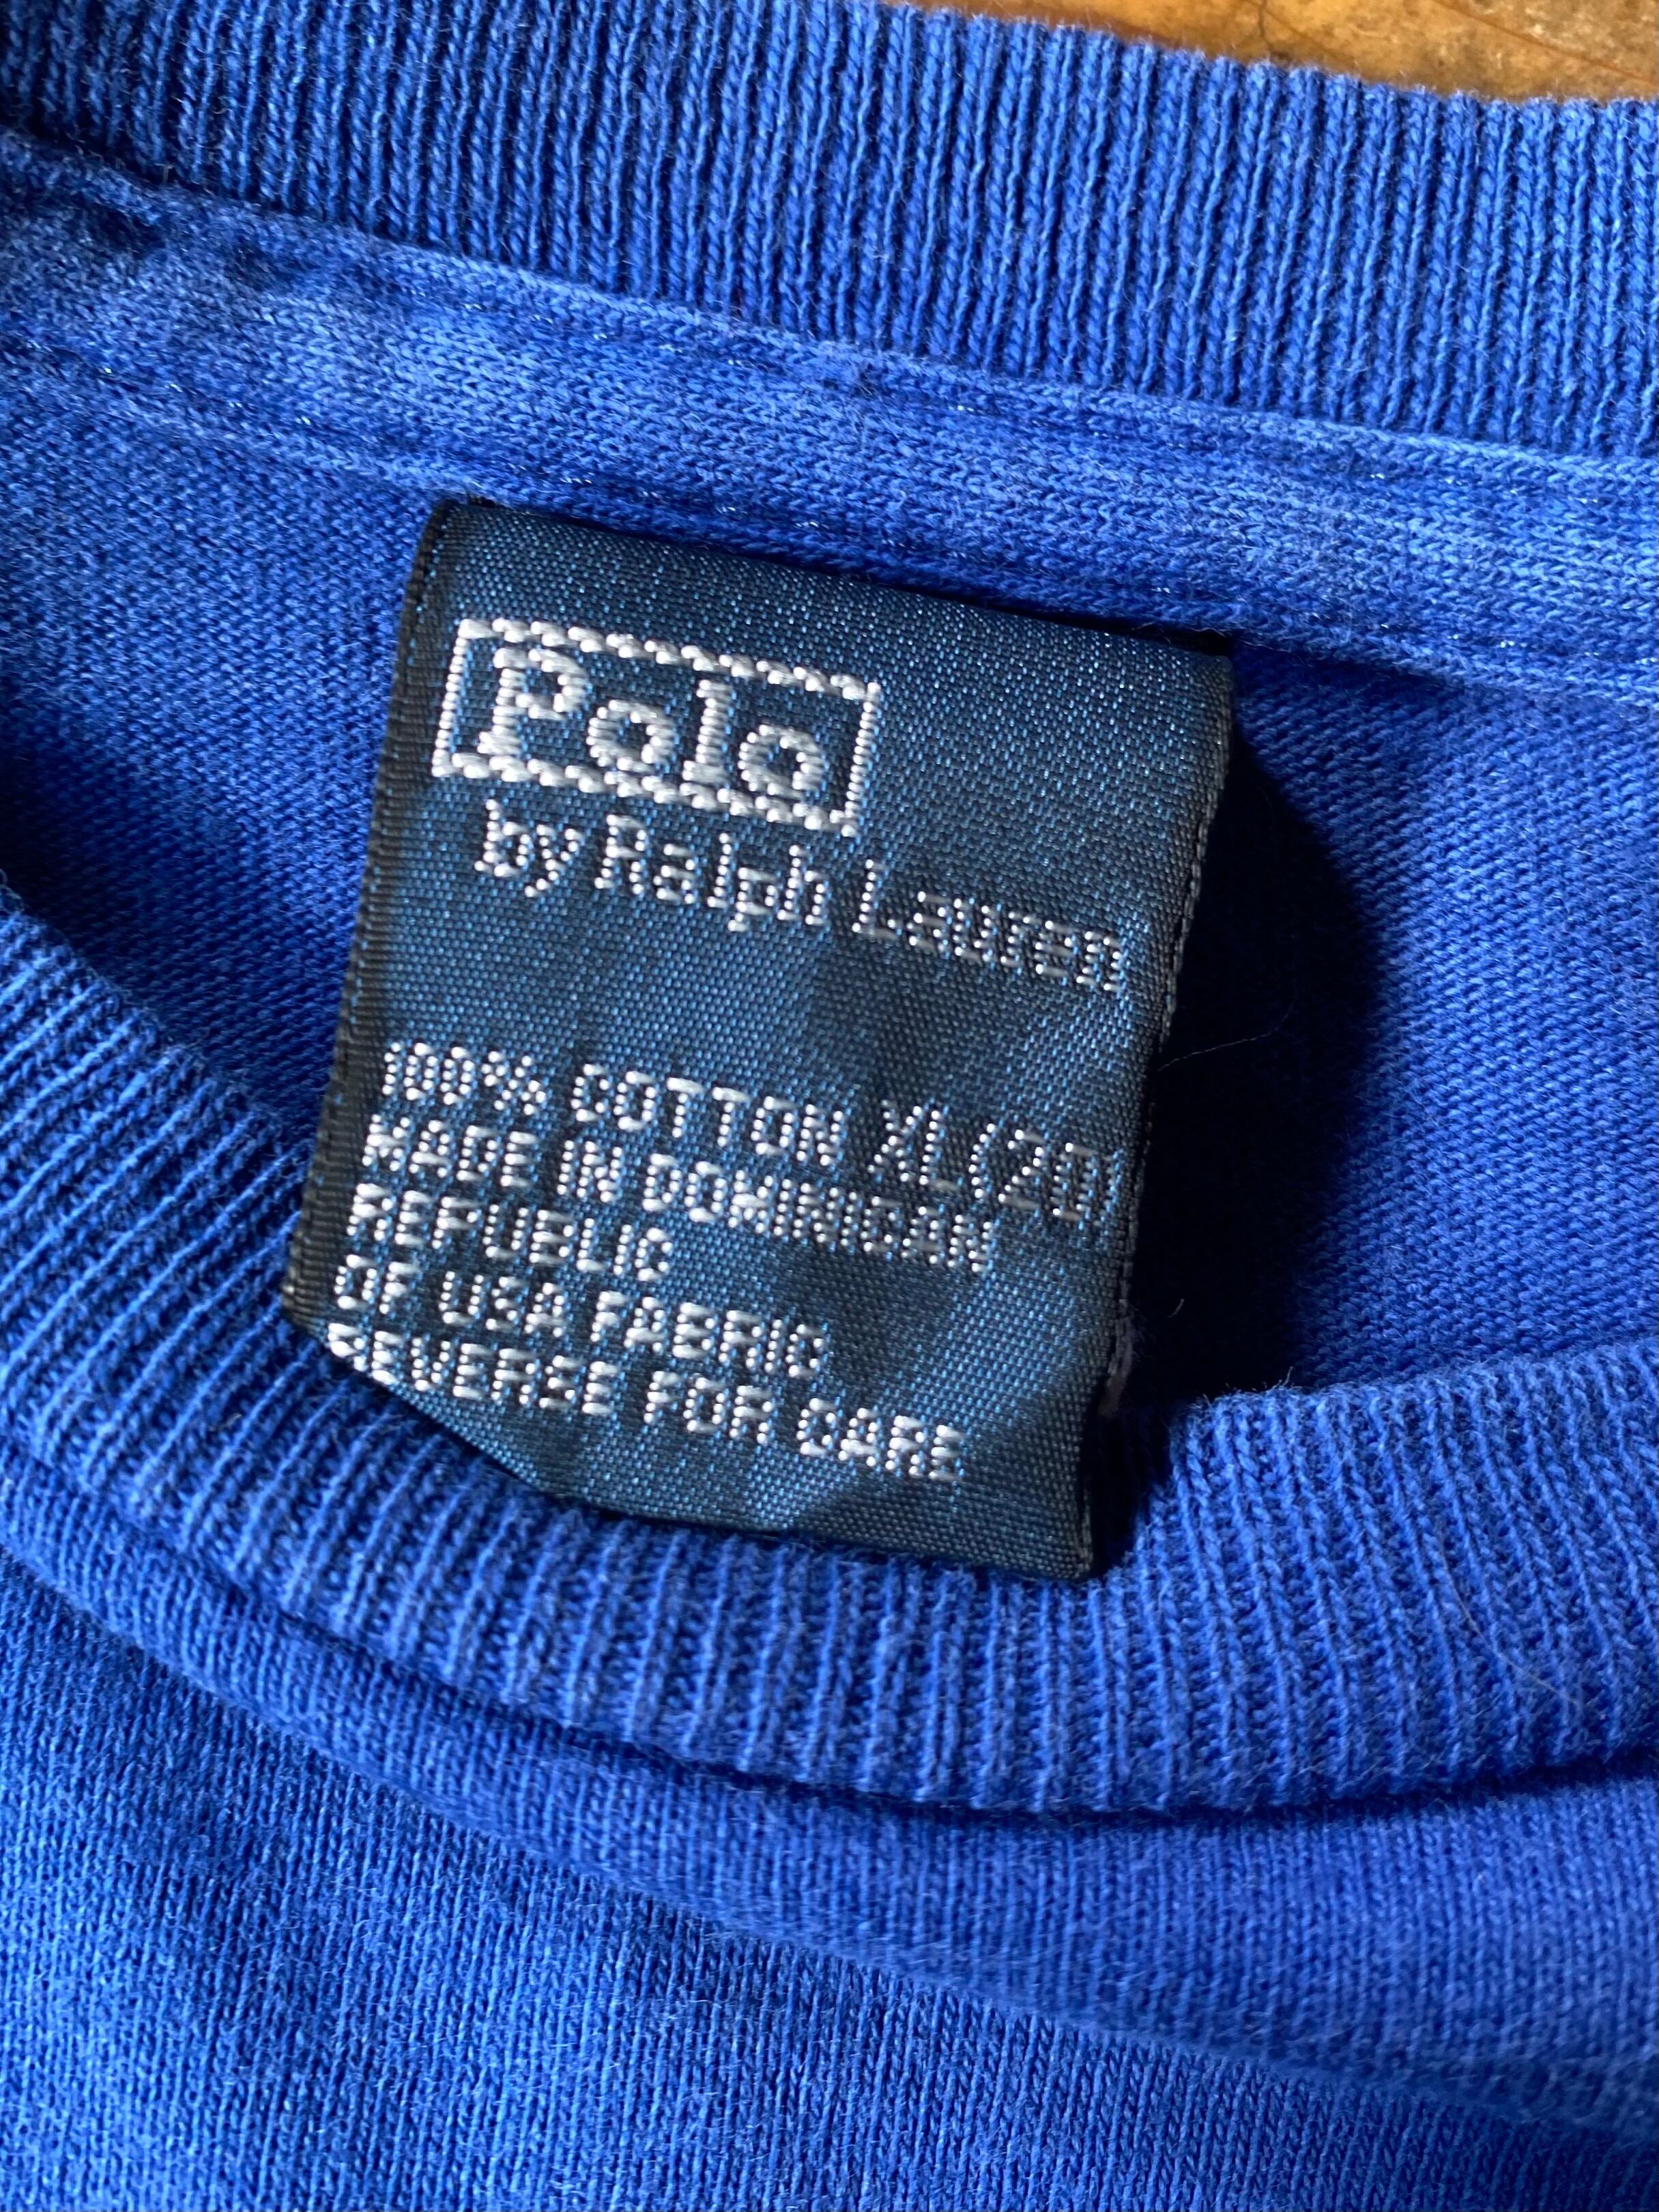 Polo
by Ralph Lauren
100% COTTON XL (20)
MADE IN DOMINICAN
REPUBLIC
OF USA FABRIC
REVERSE FOR CARE